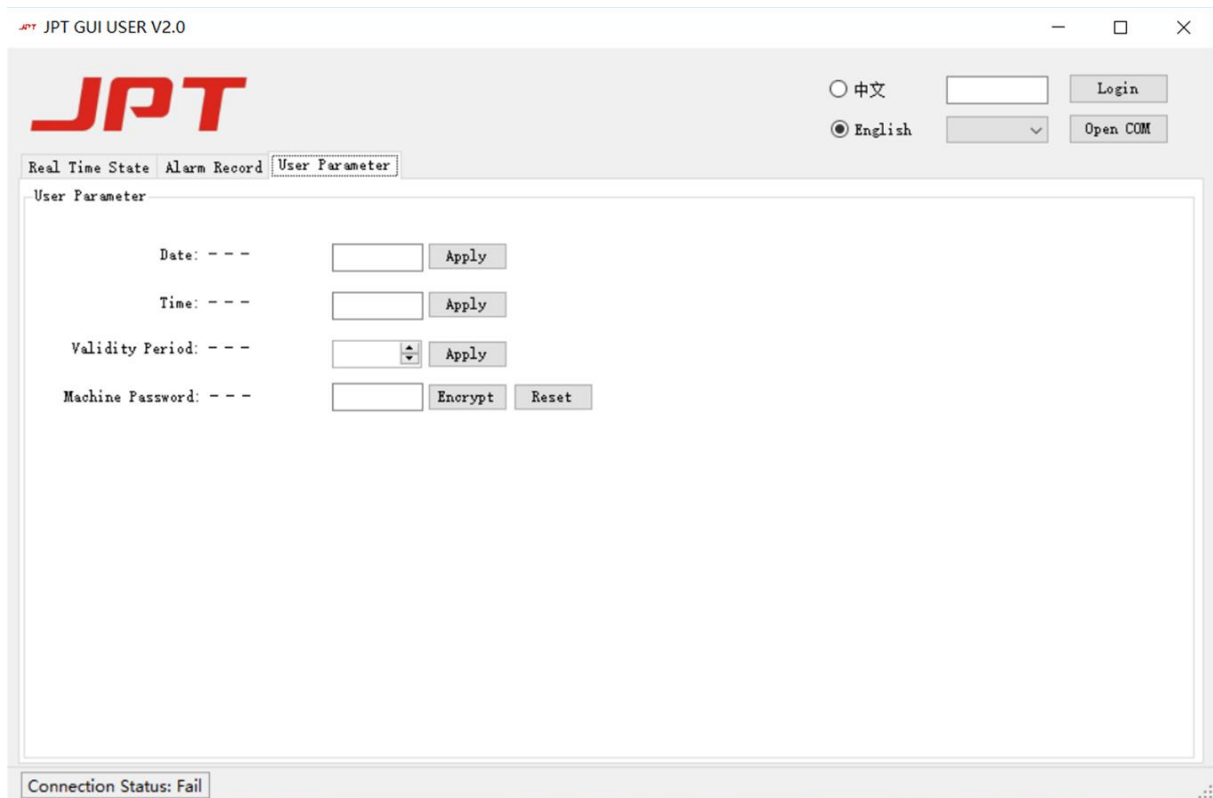 JPT JPT GUI USER V2.0
JPT
中文
Login
English
Open COM
Real Time State Alarm Record User Parameter
User Parameter
Date: - - -
Apply
Time: - - -
Apply
Validity Period: - - -
Apply
Machine Password: - - -
Encrypt Reset
Connection Status: Fail